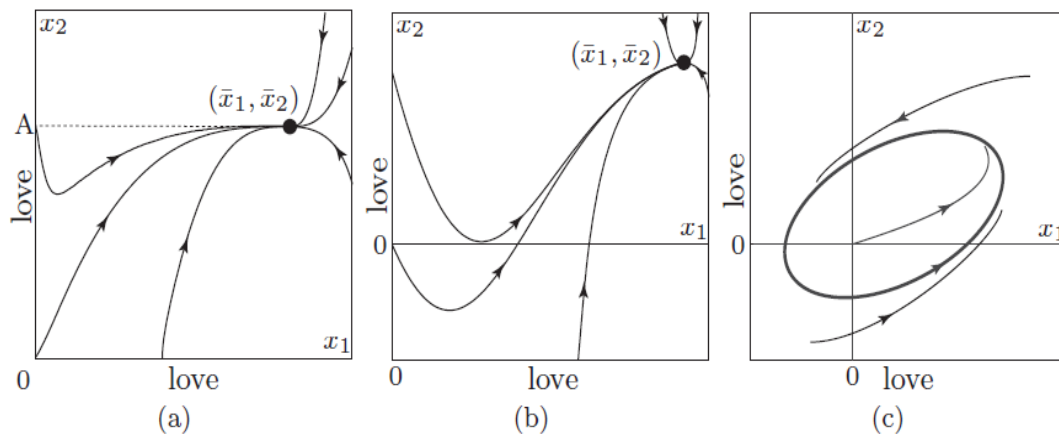 x₂
(x̄₁, x̄₂)
A
love
x₁
0
love
(a)
x₂
(x̄₁, x̄₂)
love
0
x₁
0
love
(b)
x₂
love
0
x₁
0
love
(c)